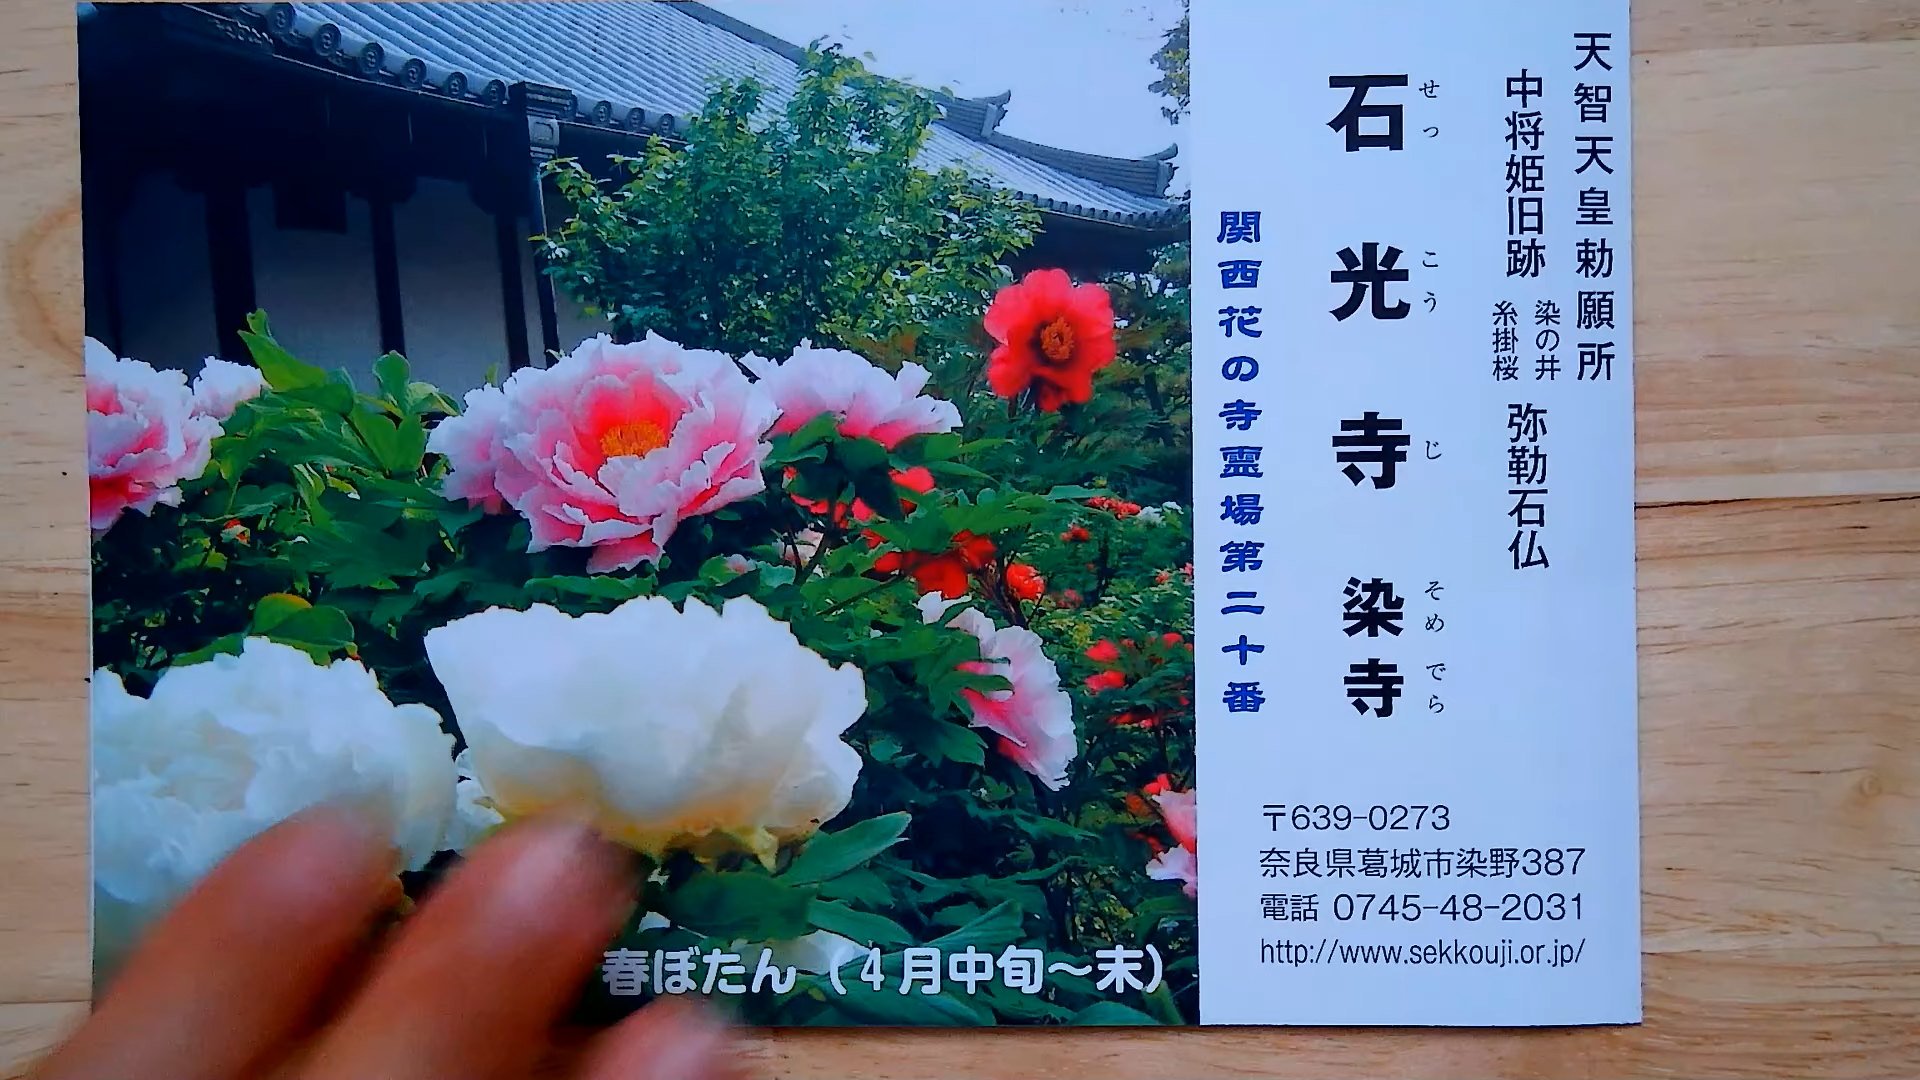 天智天皇勅願所
中将姫旧跡 染の井 糸掛桜 弥勒石仏
せっ こう じ そめ でら
石光寺 染寺
関西花の寺霊場第二十番
〒639-0273
奈良県葛城市染野387
電話 0745-48-2031
http://www.sekkouji.or.jp/
春ぼたん（4月中旬〜末）